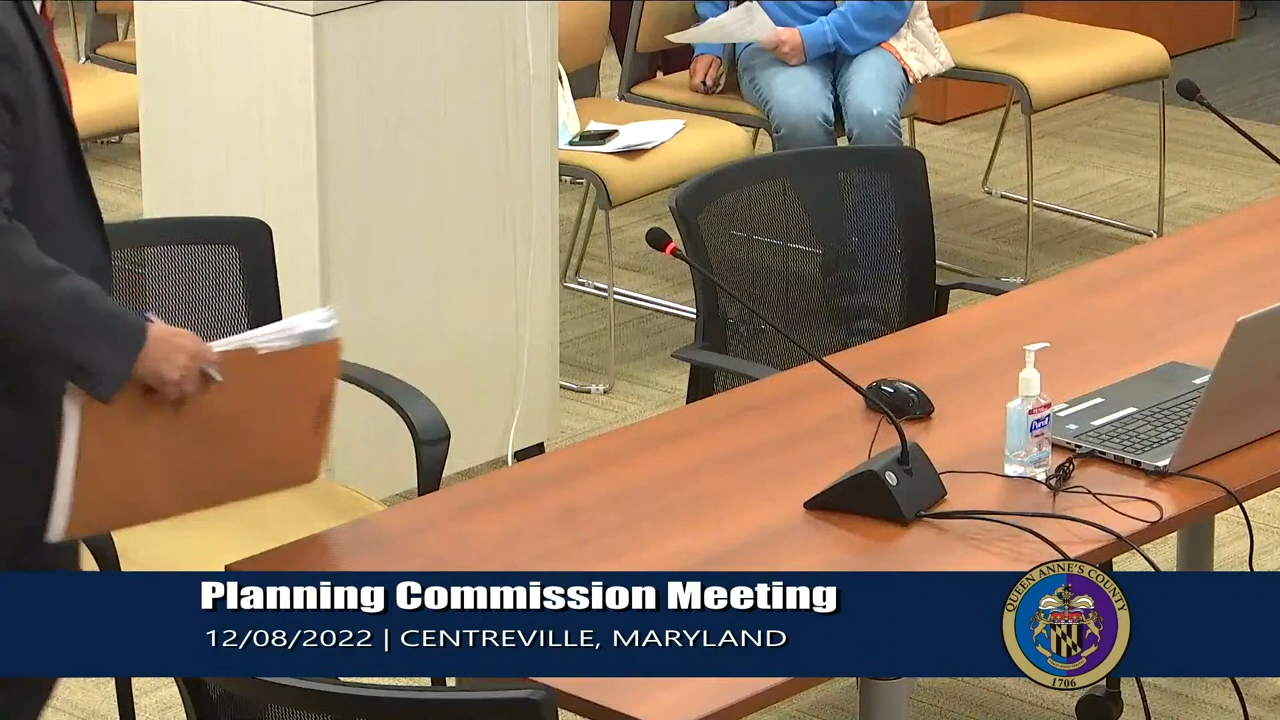 Purell
Planning Commission Meeting
12/08/2022 | CENTREVILLE, MARYLAND
QUEEN ANNE'S COUNTY
1706